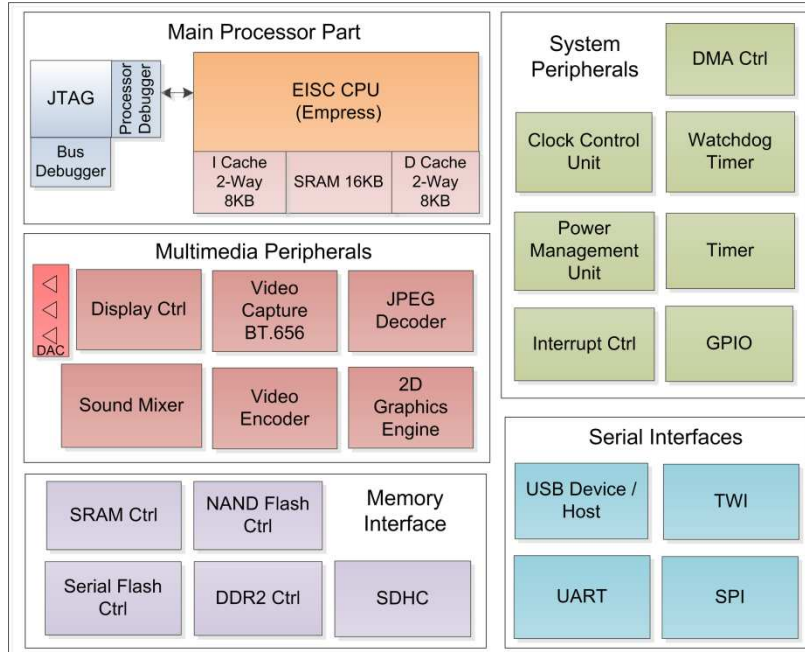 Main Processor Part
JTAG
Processor
Debugger
Bus
Debugger
EISC CPU
(Empress)
I Cache
2-Way
8KB
SRAM 16KB
D Cache
2-Way
8KB
Multimedia Peripherals
DAC
Display Ctrl
Video
Capture
BT.656
JPEG
Decoder
Sound Mixer
Video
Encoder
2D
Graphics
Engine
SRAM Ctrl
NAND Flash
Ctrl
Memory
Interface
Serial Flash
Ctrl
DDR2 Ctrl
SDHC
System
Peripherals
DMA Ctrl
Clock Control
Unit
Watchdog
Timer
Power
Management
Unit
Timer
Interrupt Ctrl
GPIO
Serial Interfaces
USB Device /
Host
TWI
UART
SPI